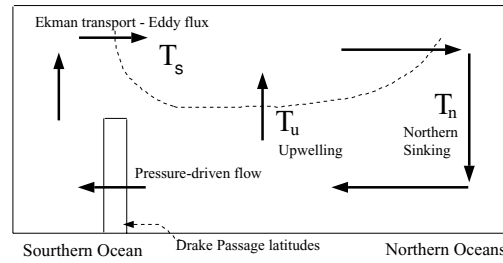 Ekman transport - Eddy flux
Ts
Tn
Tu
Northern
Sinking
Upwelling
Pressure-driven flow
Sourthern Ocean
Drake Passage latitudes
Northern Oceans